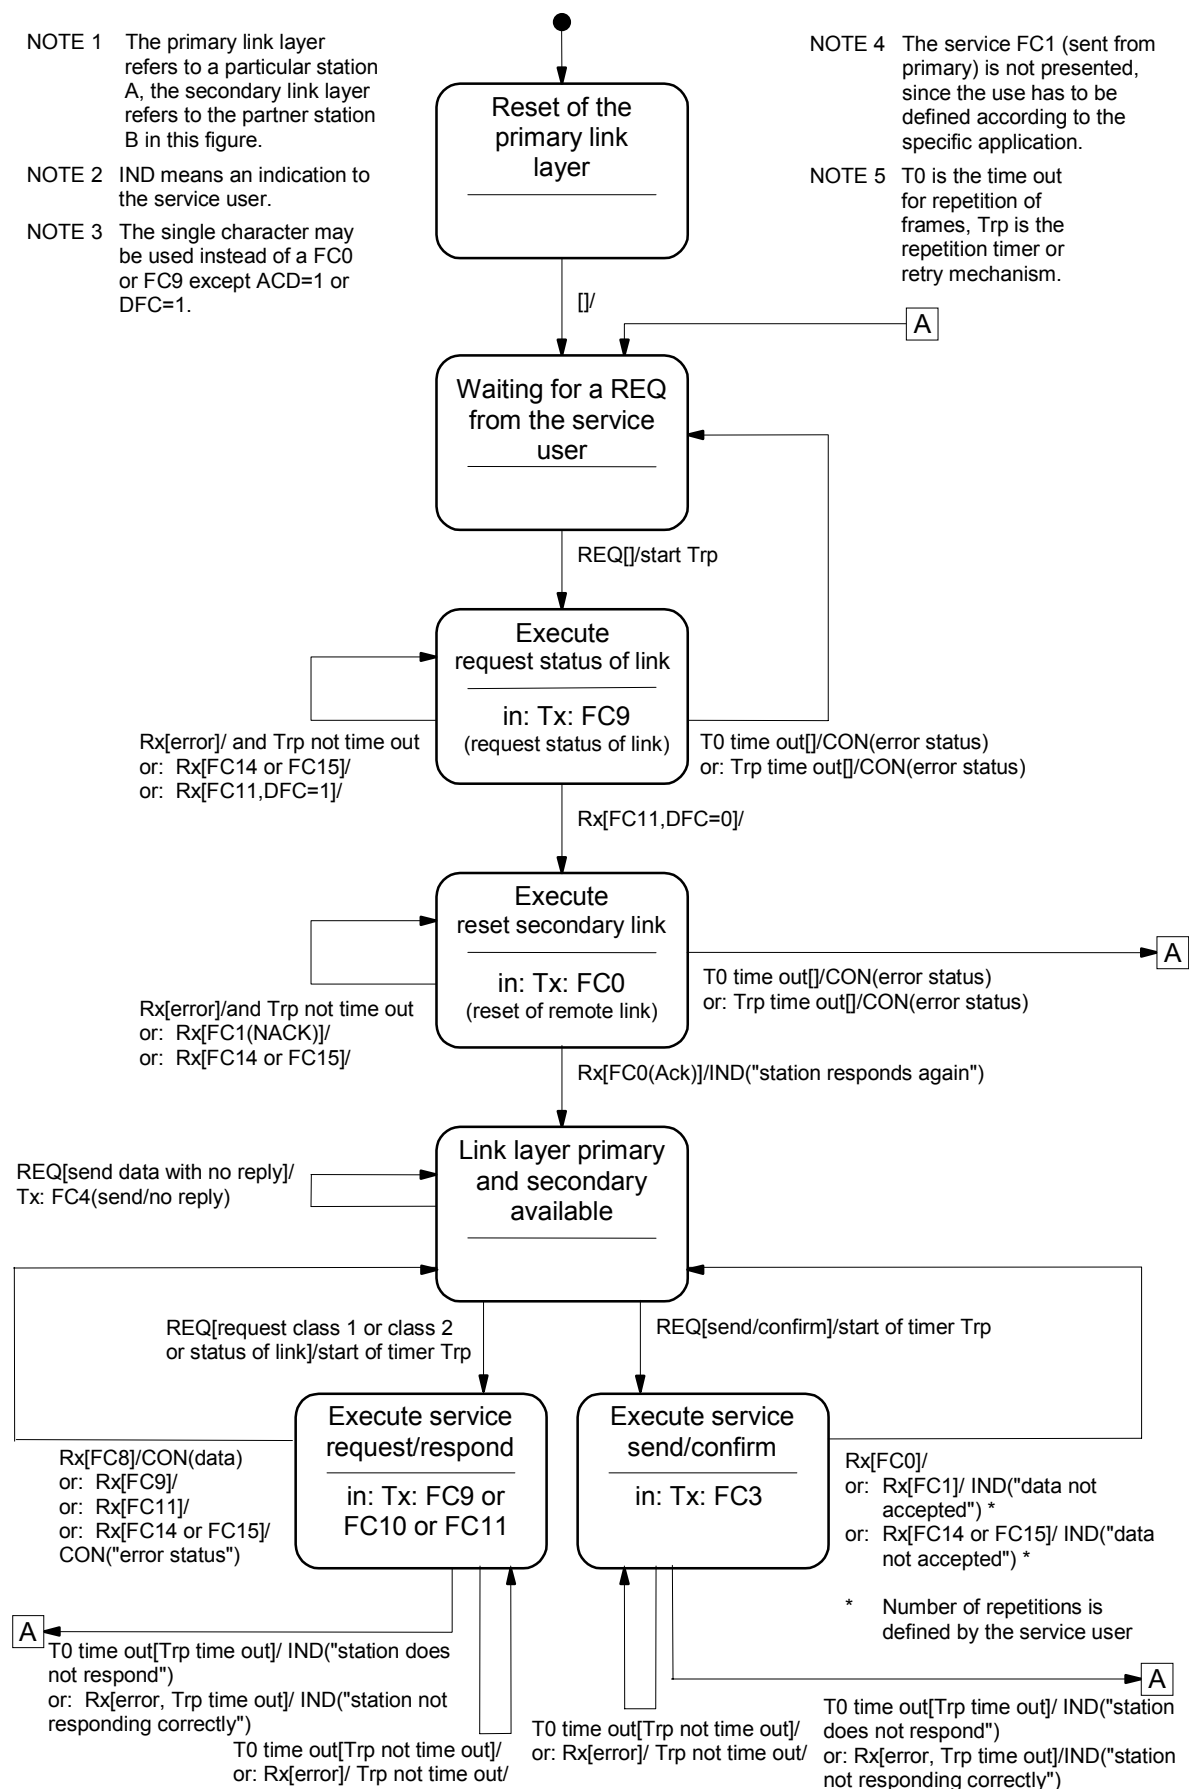 NOTE 1 The primary link layer
refers to a particular station
A, the secondary link layer
refers to the partner station
B in this figure.
NOTE 2 IND means an indication to
the service user.
NOTE 3 The single character may
be used instead of a FC0
or FC9 except ACD=1 or
DFC=1.
NOTE 4 The service FC1 (sent from
primary) is not presented,
since the use has to be
defined according to the
specific application.
NOTE 5 T0 is the time out
for repetition of
frames, Trp is the
repetition timer or
retry mechanism.
Reset of the
primary link
layer
[]/
A
Waiting for a REQ
from the service
user
REQ[]/start Trp
Execute
request status of link
in: Tx: FC9
(request status of link)
Rx[error]/ and Trp not time out
or: Rx[FC14 or FC15]/
or: Rx[FC11,DFC=1]/
T0 time out[]/CON(error status)
or: Trp time out[]/CON(error status)
Rx[FC11,DFC=0]/
Execute
reset secondary link
in: Tx: FC0
(reset of remote link)
A
Rx[error]/and Trp not time out
or: Rx[FC1(NACK)]/
or: Rx[FC14 or FC15]/
T0 time out[]/CON(error status)
or: Trp time out[]/CON(error status)
Rx[FC0(Ack)]/IND("station responds again")
Link layer primary
and secondary
available
REQ[send data with no reply]/
Tx: FC4(send/no reply)
REQ[request class 1 or class 2
or status of link]/start of timer Trp
REQ[send/confirm]/start of timer Trp
Execute service
request/respond
in: Tx: FC9 or
FC10 or FC11
Execute service
send/confirm
in: Tx: FC3
Rx[FC8]/CON(data)
or: Rx[FC9]/
or: Rx[FC11]/
or: Rx[FC14 or FC15]/
CON("error status")
Rx[FC0]/
or: Rx[FC1]/ IND("data not
accepted") *
or: Rx[FC14 or FC15]/ IND("data
not accepted") *
* Number of repetitions is
defined by the service user
A
T0 time out[Trp time out]/ IND("station does
not respond")
or: Rx[error, Trp time out]/ IND("station not
responding correctly")
T0 time out[Trp not time out]/
or: Rx[error]/ Trp not time out/
T0 time out[Trp not time out]/
or: Rx[error]/ Trp not time out/
A
T0 time out[Trp time out]/ IND("station
does not respond")
or: Rx[error, Trp time out]/IND("station
not responding correctly")